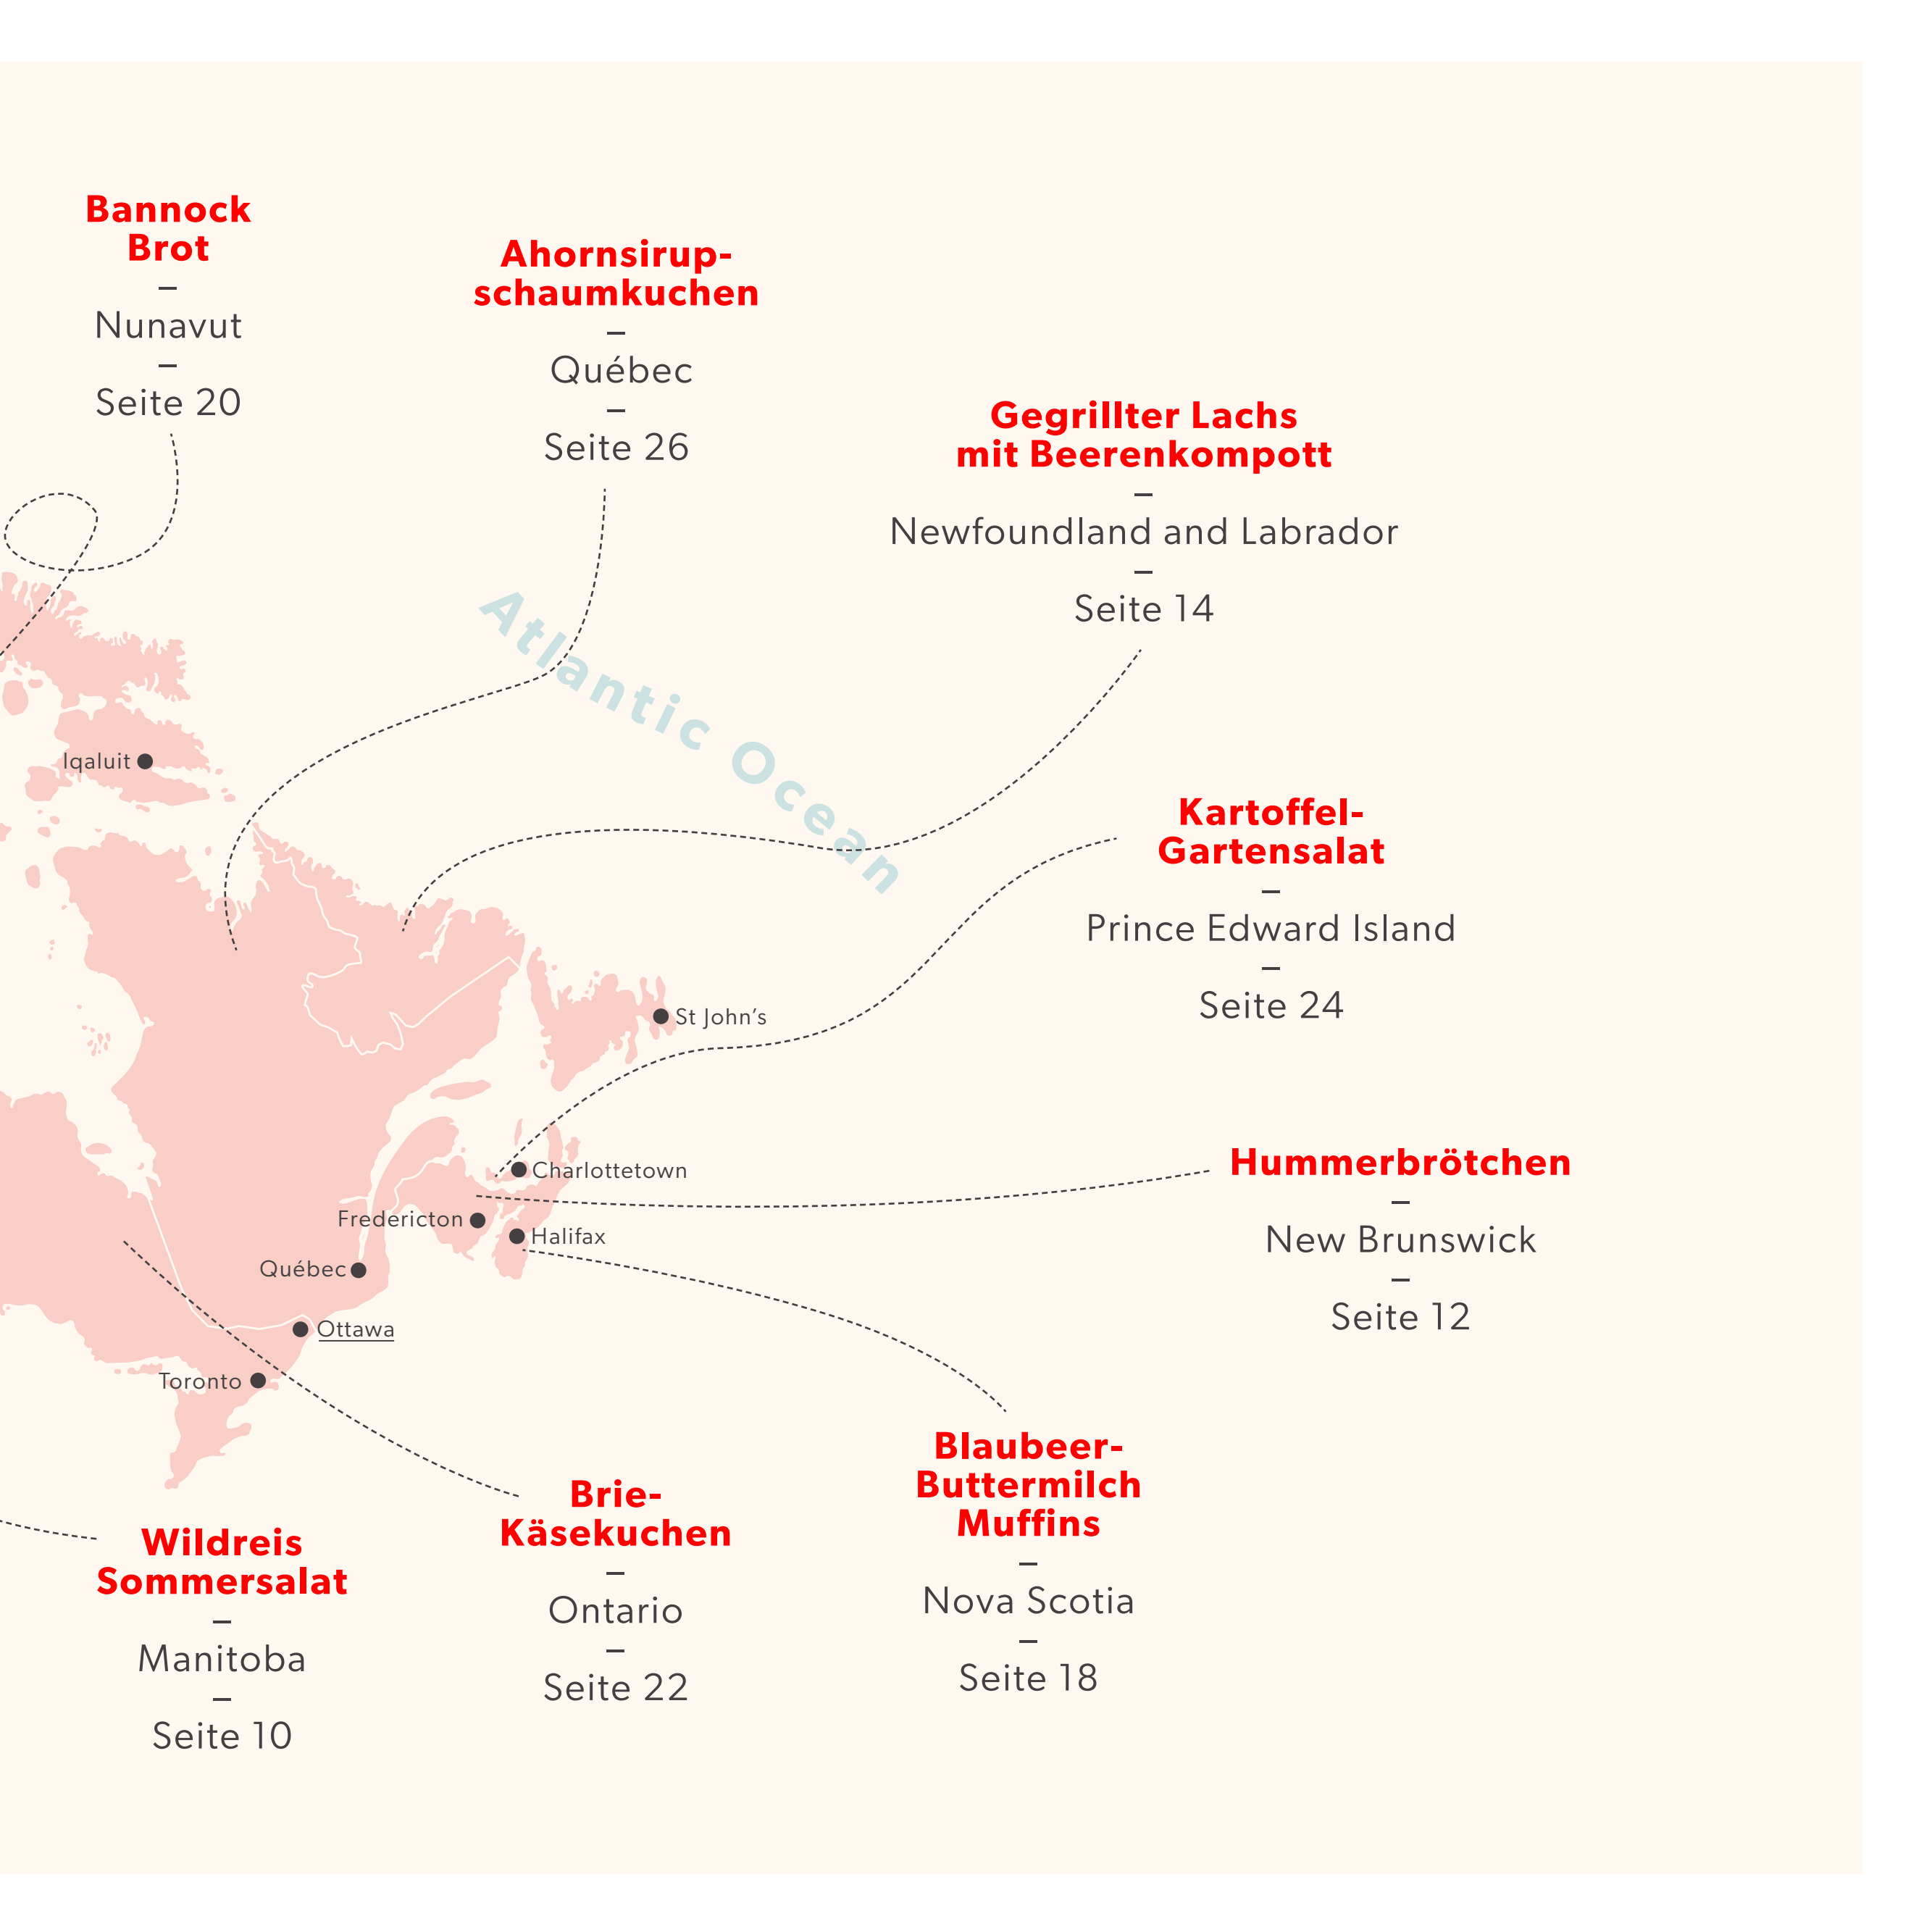 Bannock
Brot
–
Nunavut
–
Seite 20
Ahornsirup-
schaumkuchen
–
Québec
–
Seite 26
Gegrillter Lachs
mit Beerenkompott
–
Newfoundland and Labrador
–
Seite 14
Atlantic Ocean
Iqaluit
Kartoffel-
Gartensalat
–
Prince Edward Island
–
Seite 24
St John’s
Charlottetown
Fredericton
Halifax
Québec
Ottawa
Toronto
Hummerbrötchen
–
New Brunswick
–
Seite 12
Wildreis
Sommersalat
–
Manitoba
–
Seite 10
Brie-
Käsekuchen
–
Ontario
–
Seite 22
Blaubeer-
Buttermilch
Muffins
–
Nova Scotia
–
Seite 18